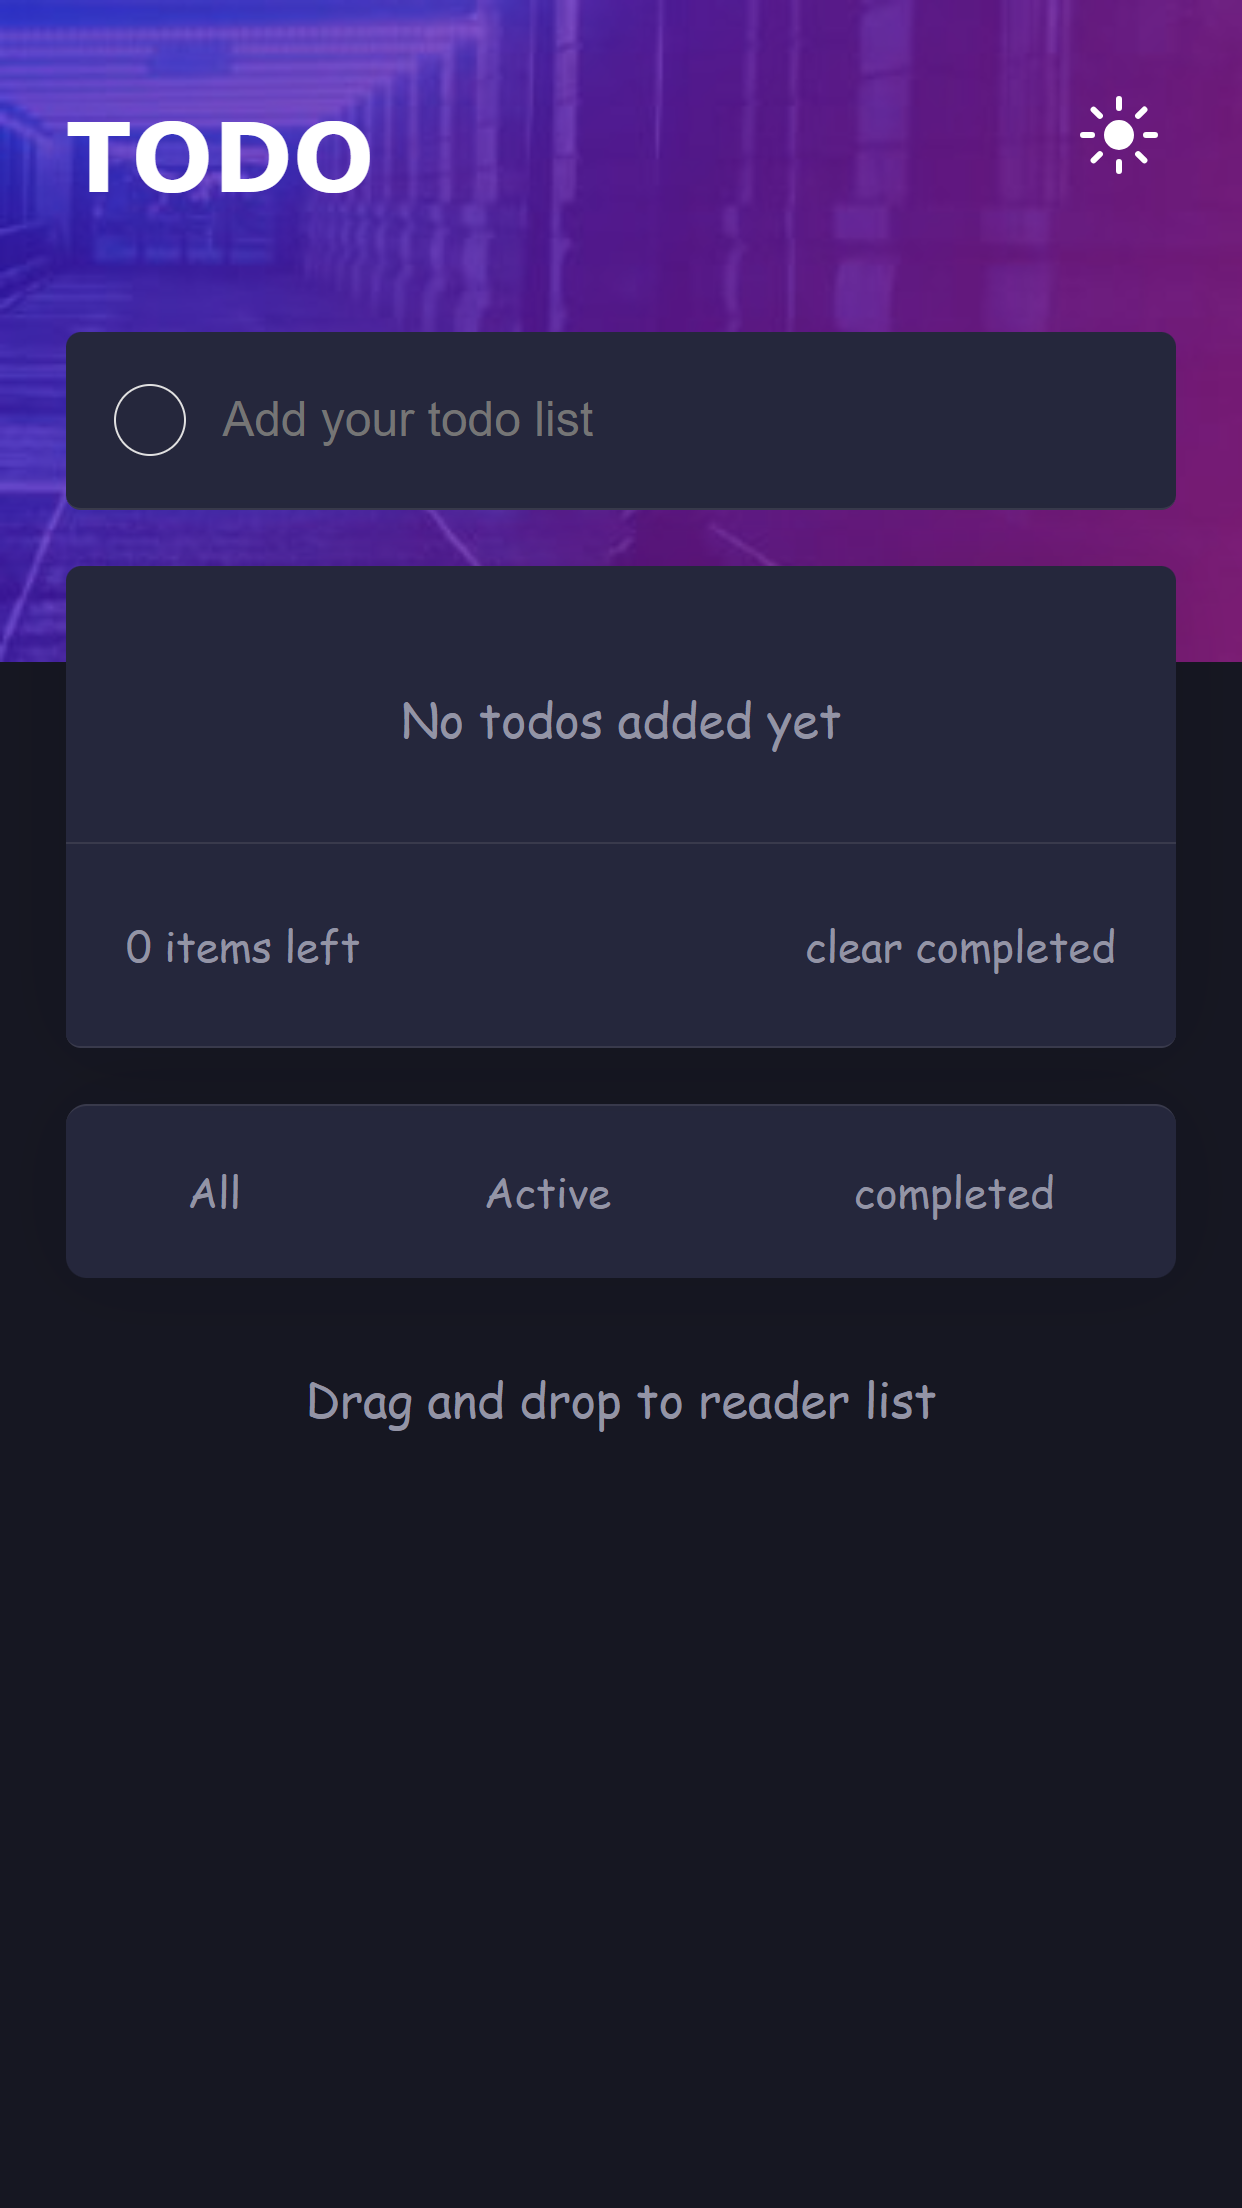 TODO
Add your todo list
No todos added yet
0 items left
clear completed
All
Active
completed
Drag and drop to reader list